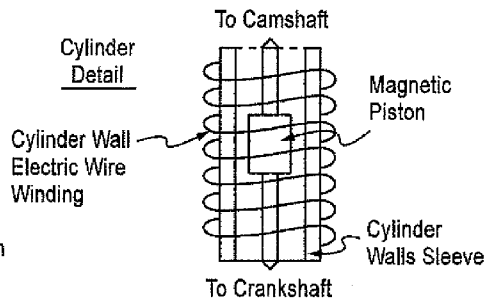 To Camshaft
Cylinder
Detail
Magnetic
Piston
Cylinder Wall
Electric Wire
Winding
Cylinder
Walls Sleeve
To Crankshaft